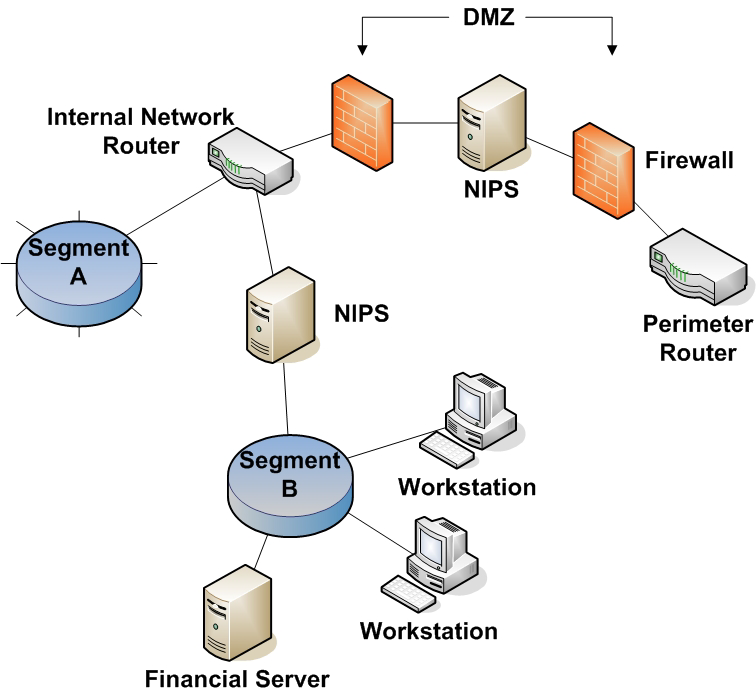 DMZ
Internal Network
Router
NIPS
Firewall
Segment
A
NIPS
Perimeter
Router
Segment
B
Workstation
Workstation
Financial Server